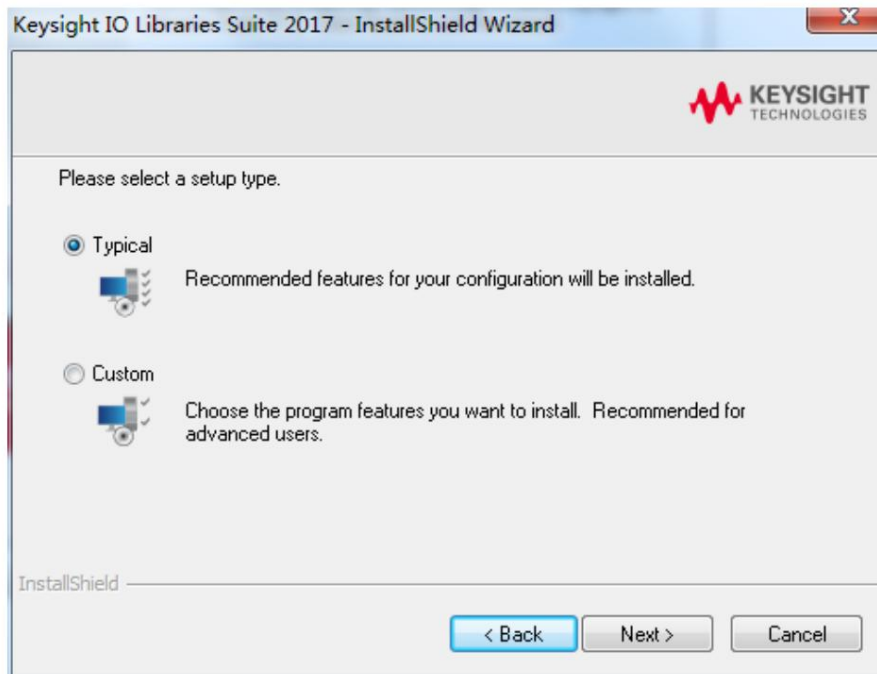 Keysight IO Libraries Suite 2017 - InstallShield Wizard
KEYSIGHT
TECHNOLOGIES
Please select a setup type.
Typical
Recommended features for your configuration will be installed.
Custom
Choose the program features you want to install. Recommended for
advanced users.
InstallShield
< Back
Next >
Cancel